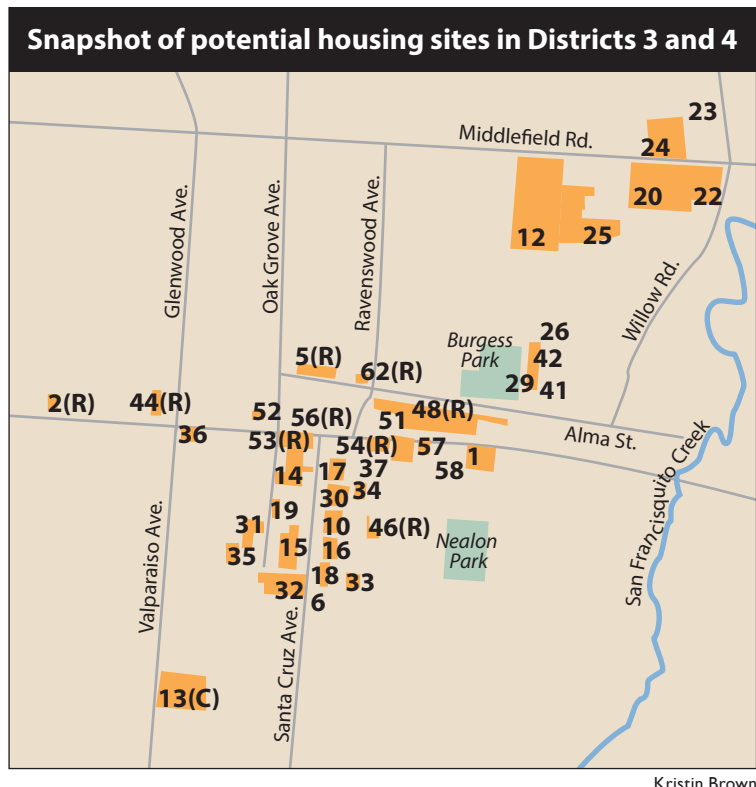 Snapshot of potential housing sites in Districts 3 and 4
23
Middlefield Rd.
24
Glenwood Ave.
Oak Grove Ave.
Ravenswood Ave.
20
22
12
25
Willow Rd.
Burgess
Park
26
42
29
41
5(R)
62(R)
2(R)
44(R)
52
56(R)
51
48(R)
36
53(R)
54(R)
57
Alma St.
14
17
37
58
1
34
30
19
31
10
46(R)
Nealon
Park
35
15
16
18
33
32
6
Valparaiso Ave.
Santa Cruz Ave.
San Francisquito Creek
13(C)
Kristin Brown